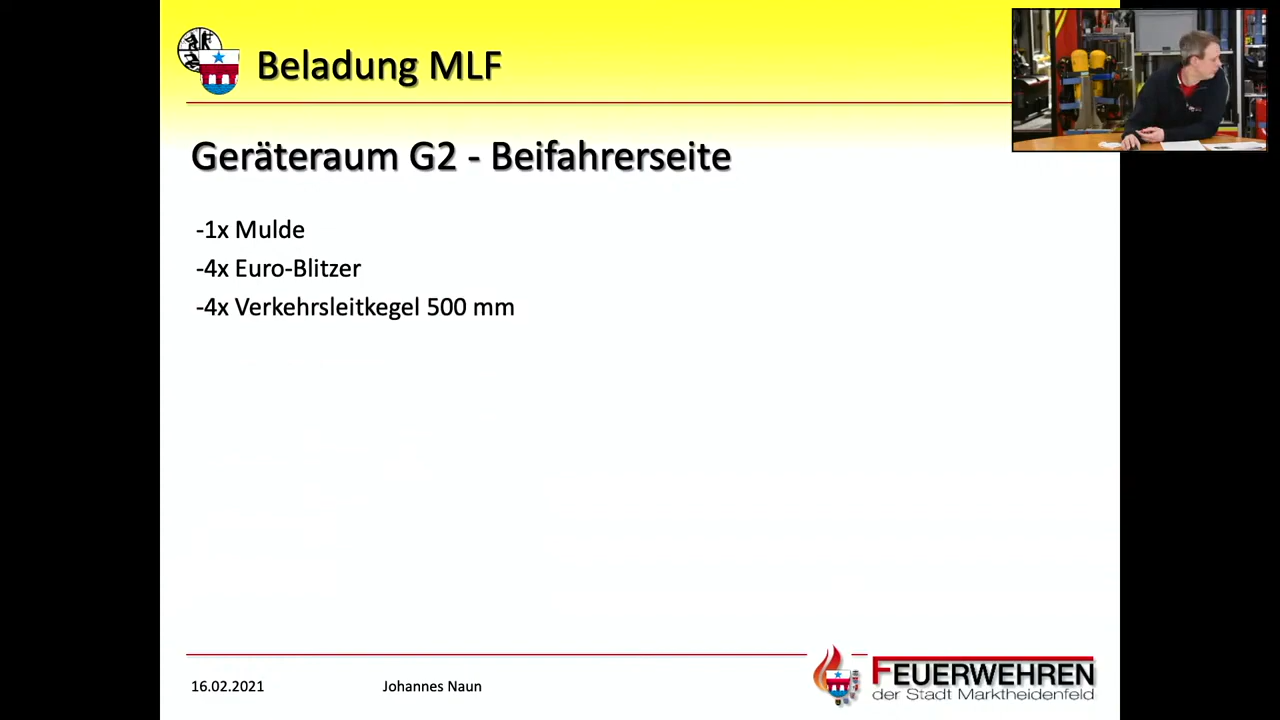 Beladung MLF
Geräteraum G2 - Beifahrerseite
-1x Mulde
-4x Euro-Blitzer
-4x Verkehrsleitkegel 500 mm
16.02.2021
Johannes Naun
FEUERWEHREN
der Stadt Marktheidenfeld